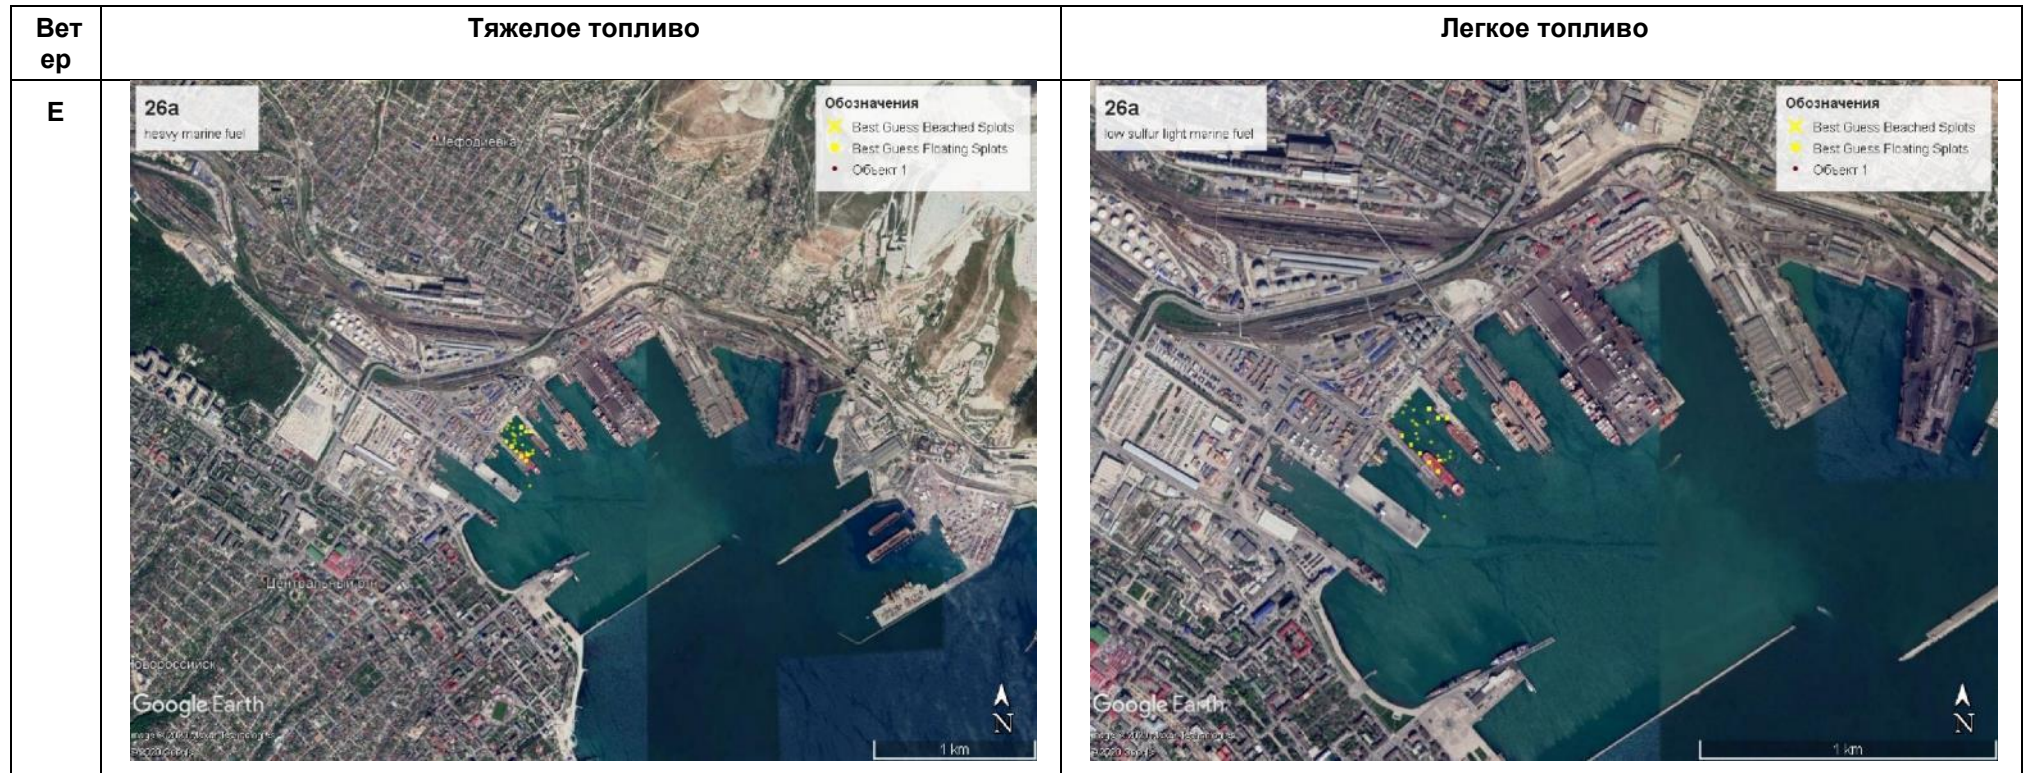 Вет
ер
Тяжелое топливо
Легкое топливо
E
26a
heavy marine fuel
Обозначения
Best Guess Beached Splots
Best Guess Floating Splots
Объект 1
Мефодиевка
Центральный
Новороссийск
Google Earth
N
1 km
26a
low sulfur light marine fuel
Обозначения
Best Guess Beached Splots
Best Guess Floating Splots
Объект 1
Google Earth
N
1 km